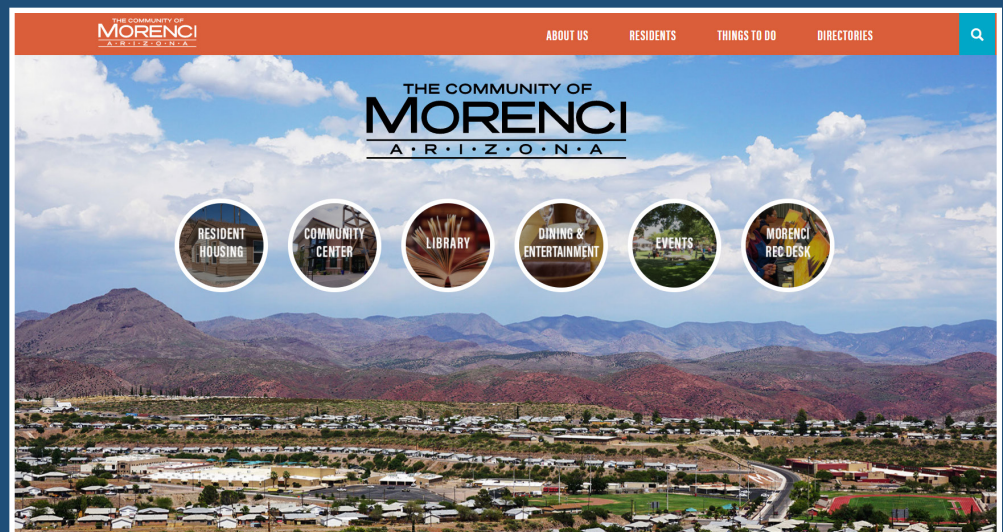 THE COMMUNITY OF
MORENCI
A·R·I·Z·O·N·A
ABOUT US
RESIDENTS
THINGS TO DO
DIRECTORIES
THE COMMUNITY OF
MORENCI
A·R·I·Z·O·N·A
RESIDENT
HOUSING
COMMUNITY
CENTER
LIBRARY
DINING &
ENTERTAINMENT
EVENTS
MORENCI
REC DESK